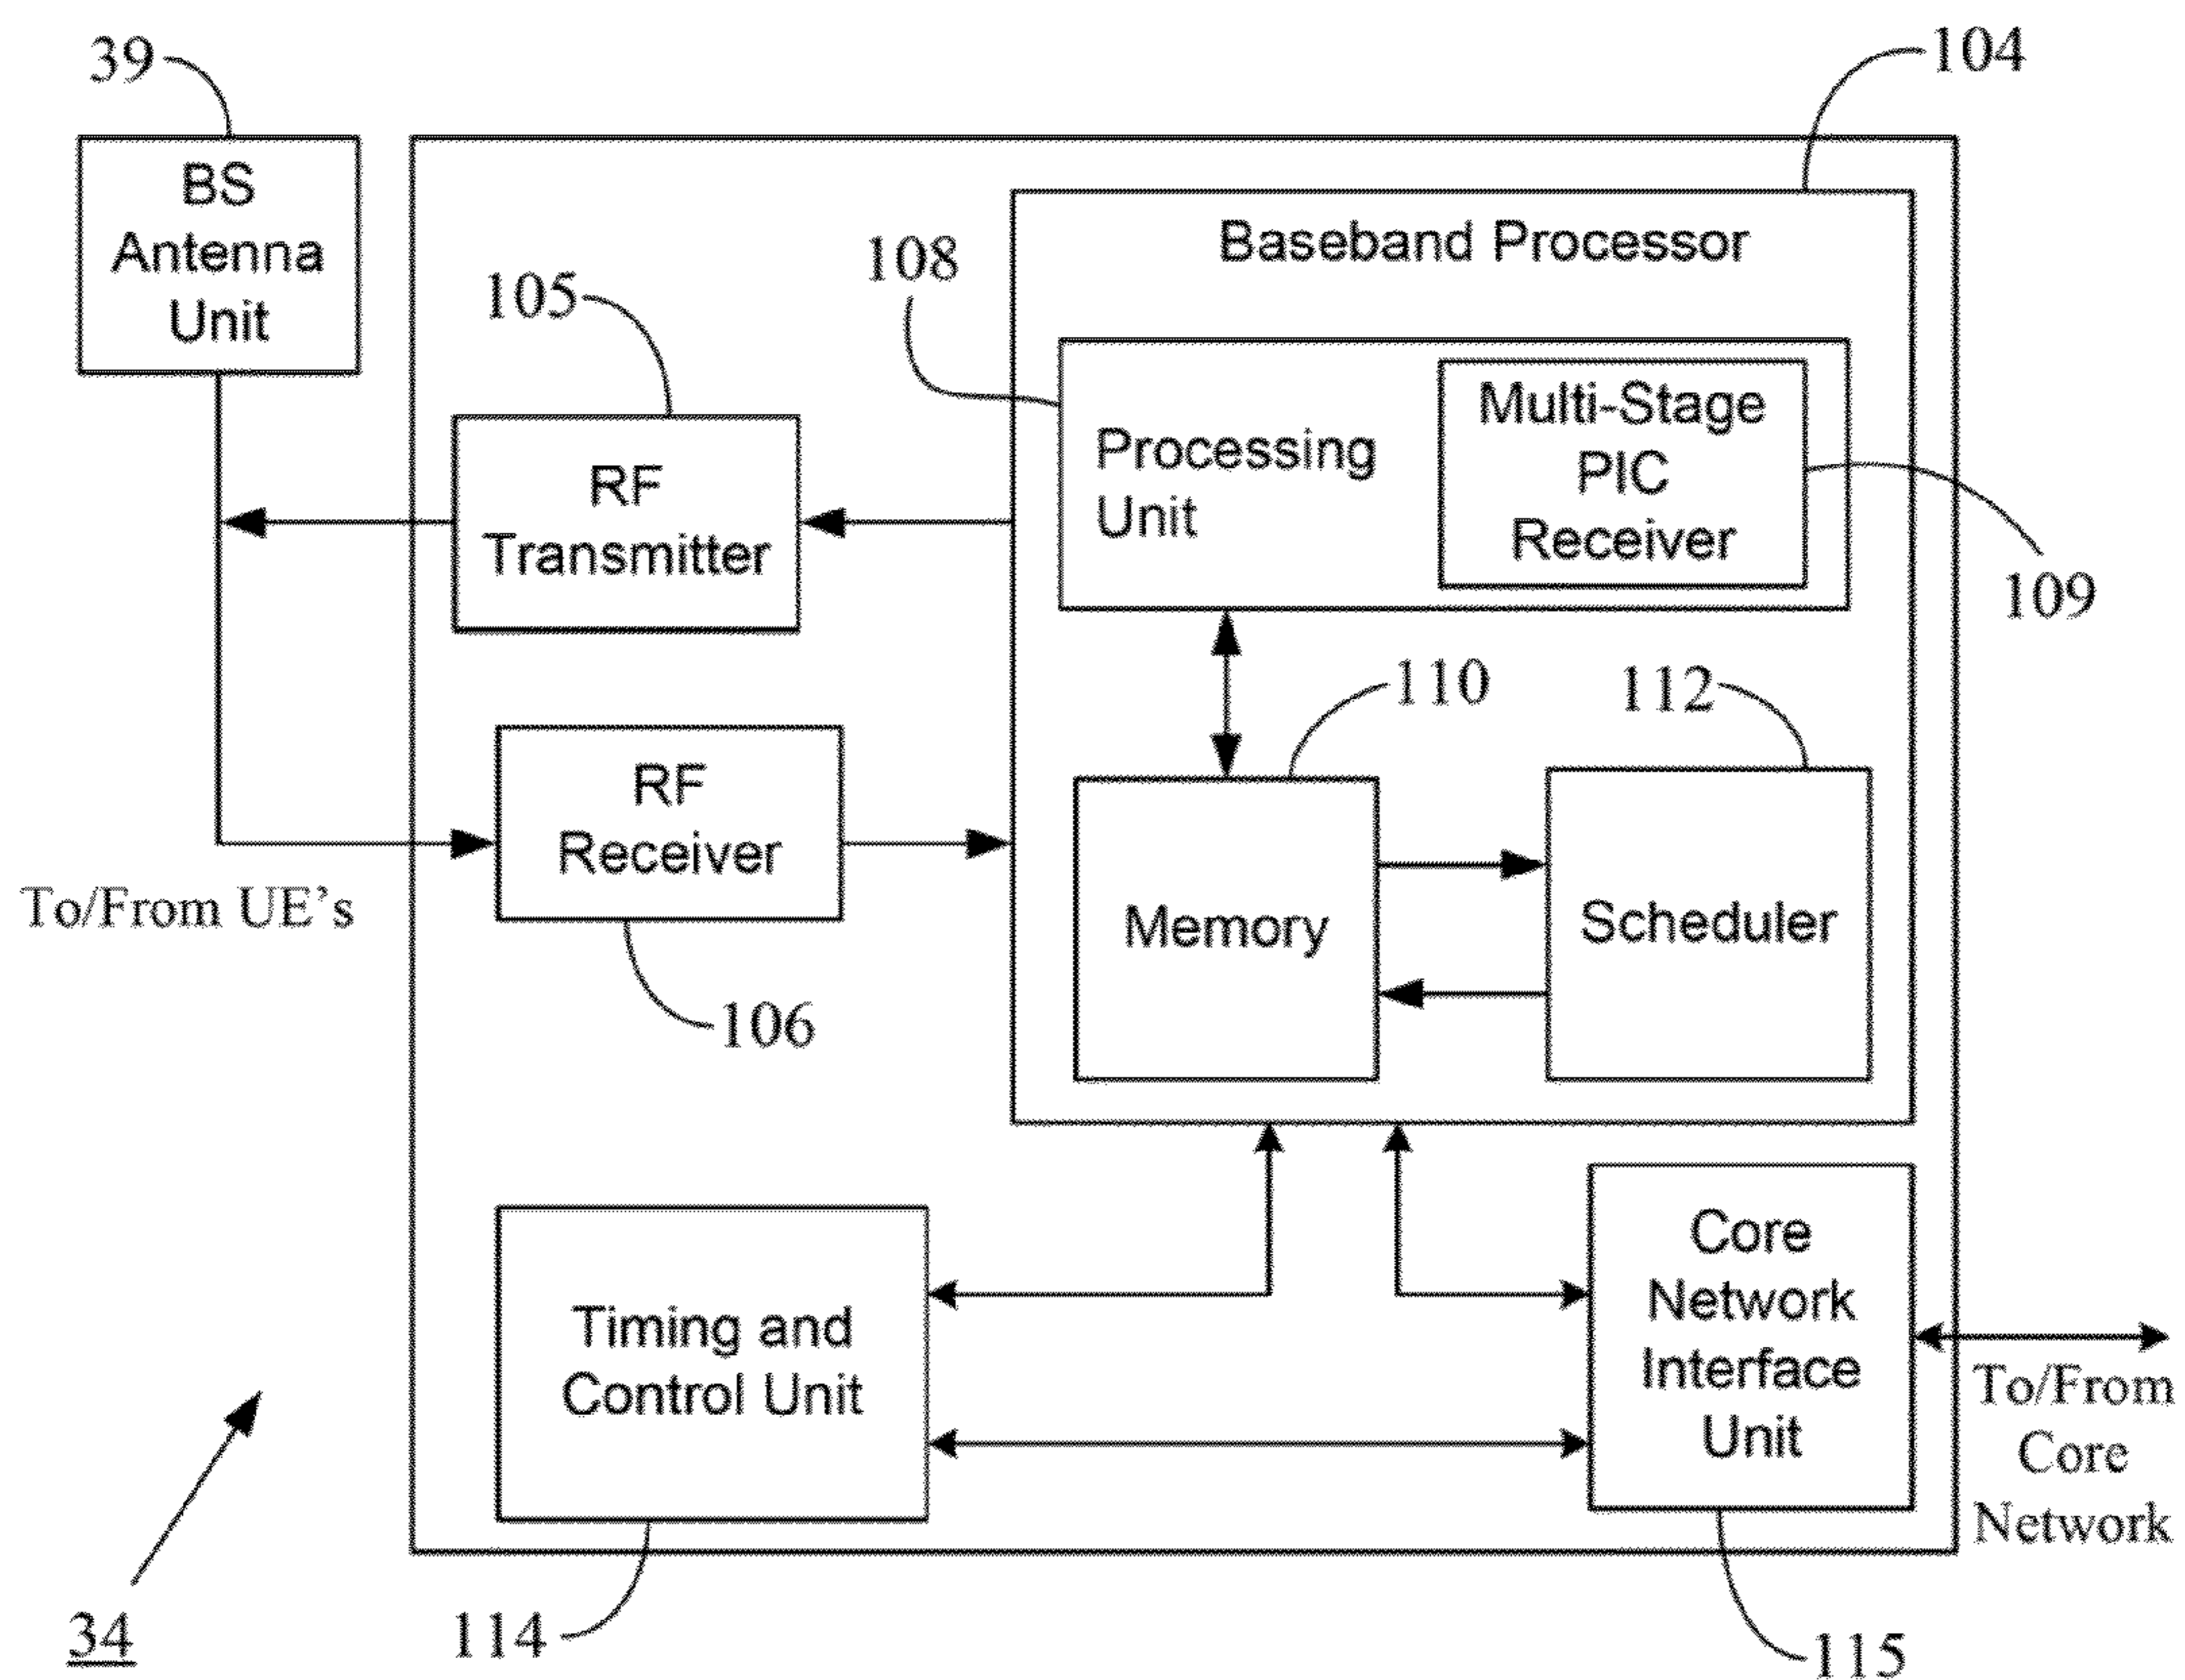 39
104
BS
Antenna
Unit
Baseband Processor
108
105
Multi-Stage
PIC
Receiver
Processing
Unit
RF
Transmitter
109
110
112
RF
Receiver
To/From UE's
Memory
Scheduler
106
Core
Network
Interface
Unit
Timing and
Control Unit
To/From
Core
Network
34
114
115